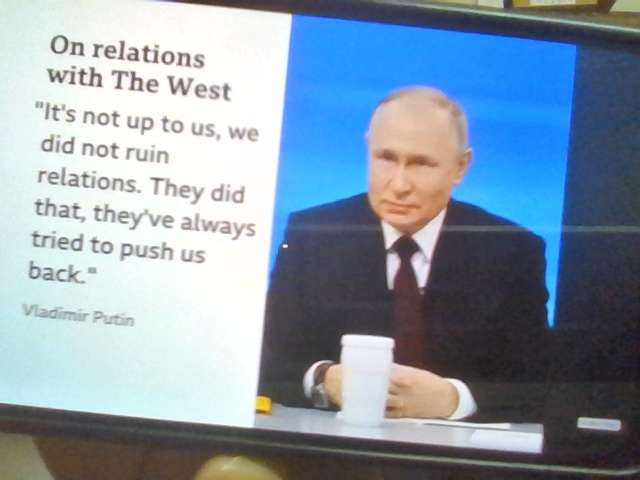 On relations
with The West
"It's not up to us, we
did not ruin
relations. They did
that, they've always
tried to push us
back."
Vladimir Putin